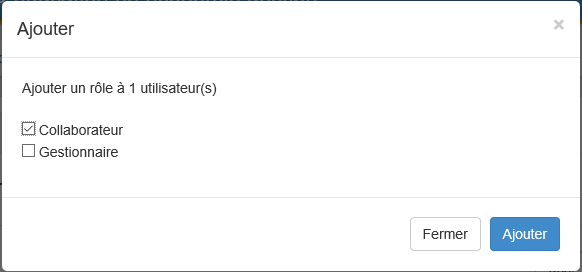 Ajouter
×
Ajouter un rôle à 1 utilisateur(s)
Collaborateur
Gestionnaire
Fermer
Ajouter